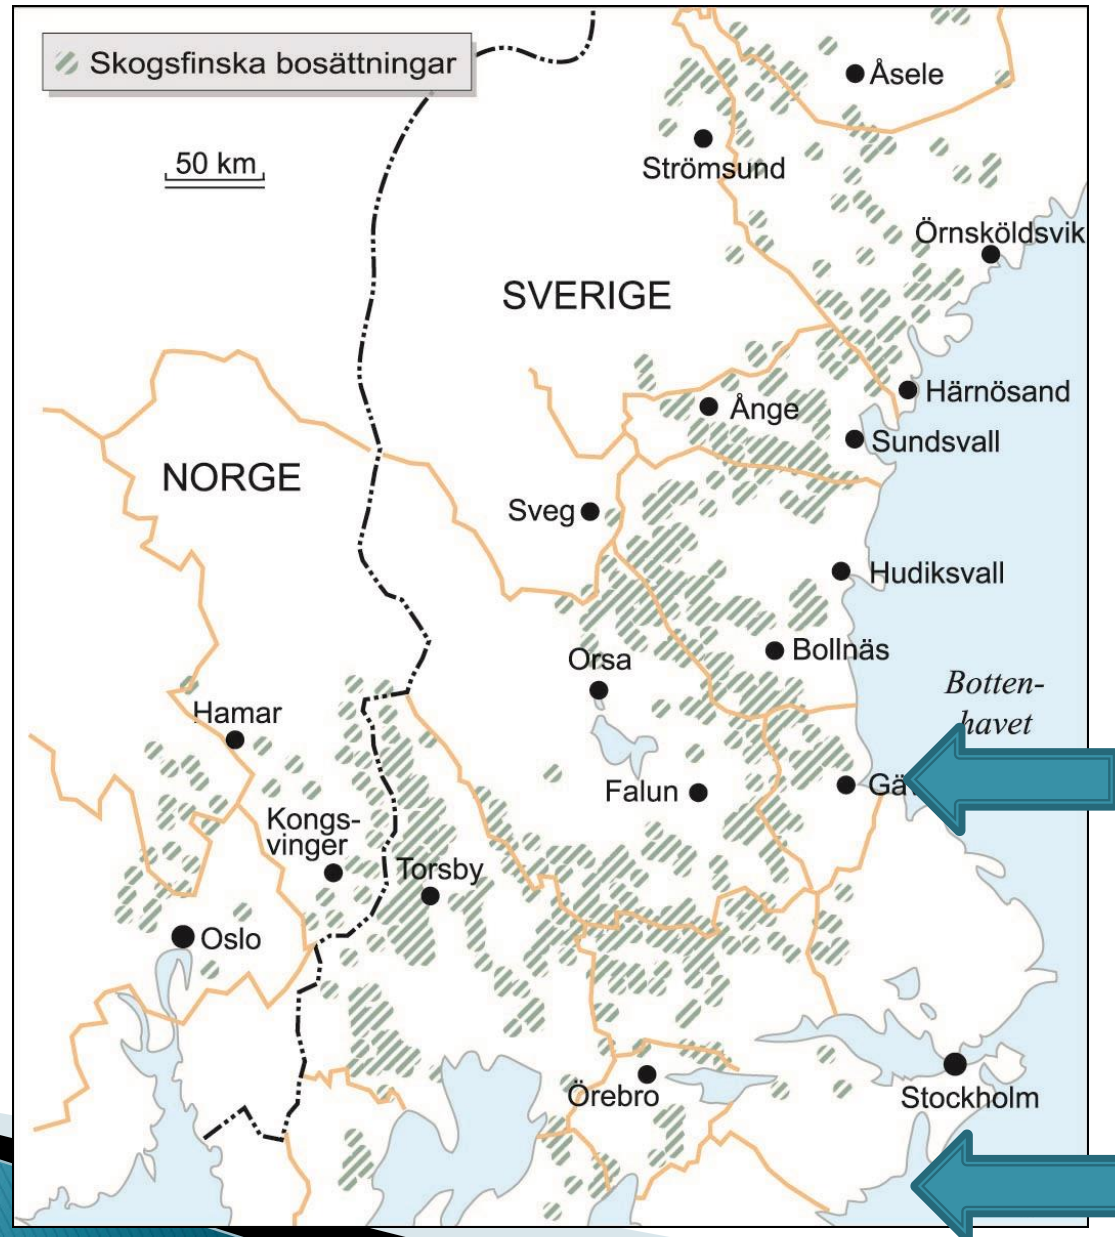 Skogsfinska bosättningar
50 km
Åsele
Strömsund
Örnsköldsvik
SVERIGE
Härnösand
Ånge
Sundsvall
NORGE
Sveg
Hudiksvall
Bollnäs
Orsa
Botten-
havet
Hamar
Falun
Gä
Kongs-
vinger
Torsby
Oslo
Örebro
Stockholm